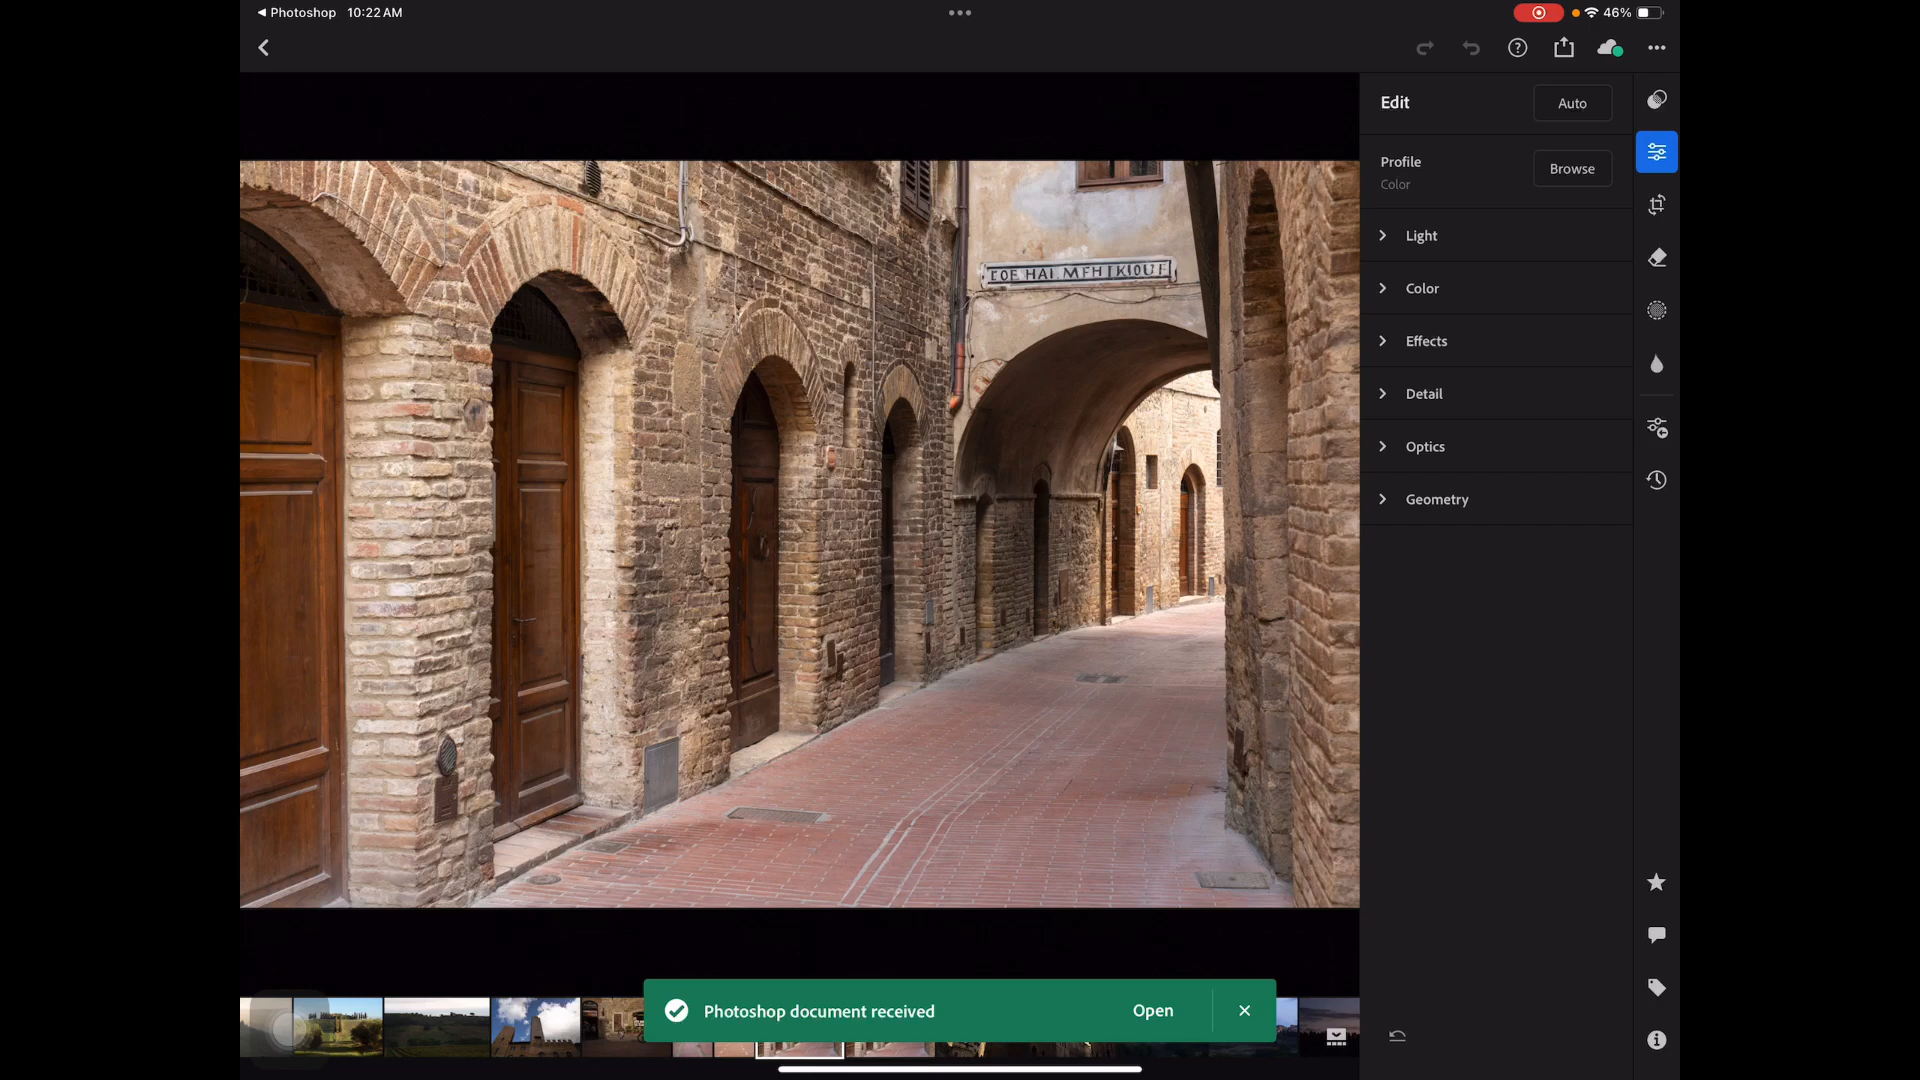 Photoshop 10:22 AM
46%
Edit
Auto
Profile
Color
Browse
Light
Color
Effects
Detail
Optics
Geometry
Photoshop document received
Open